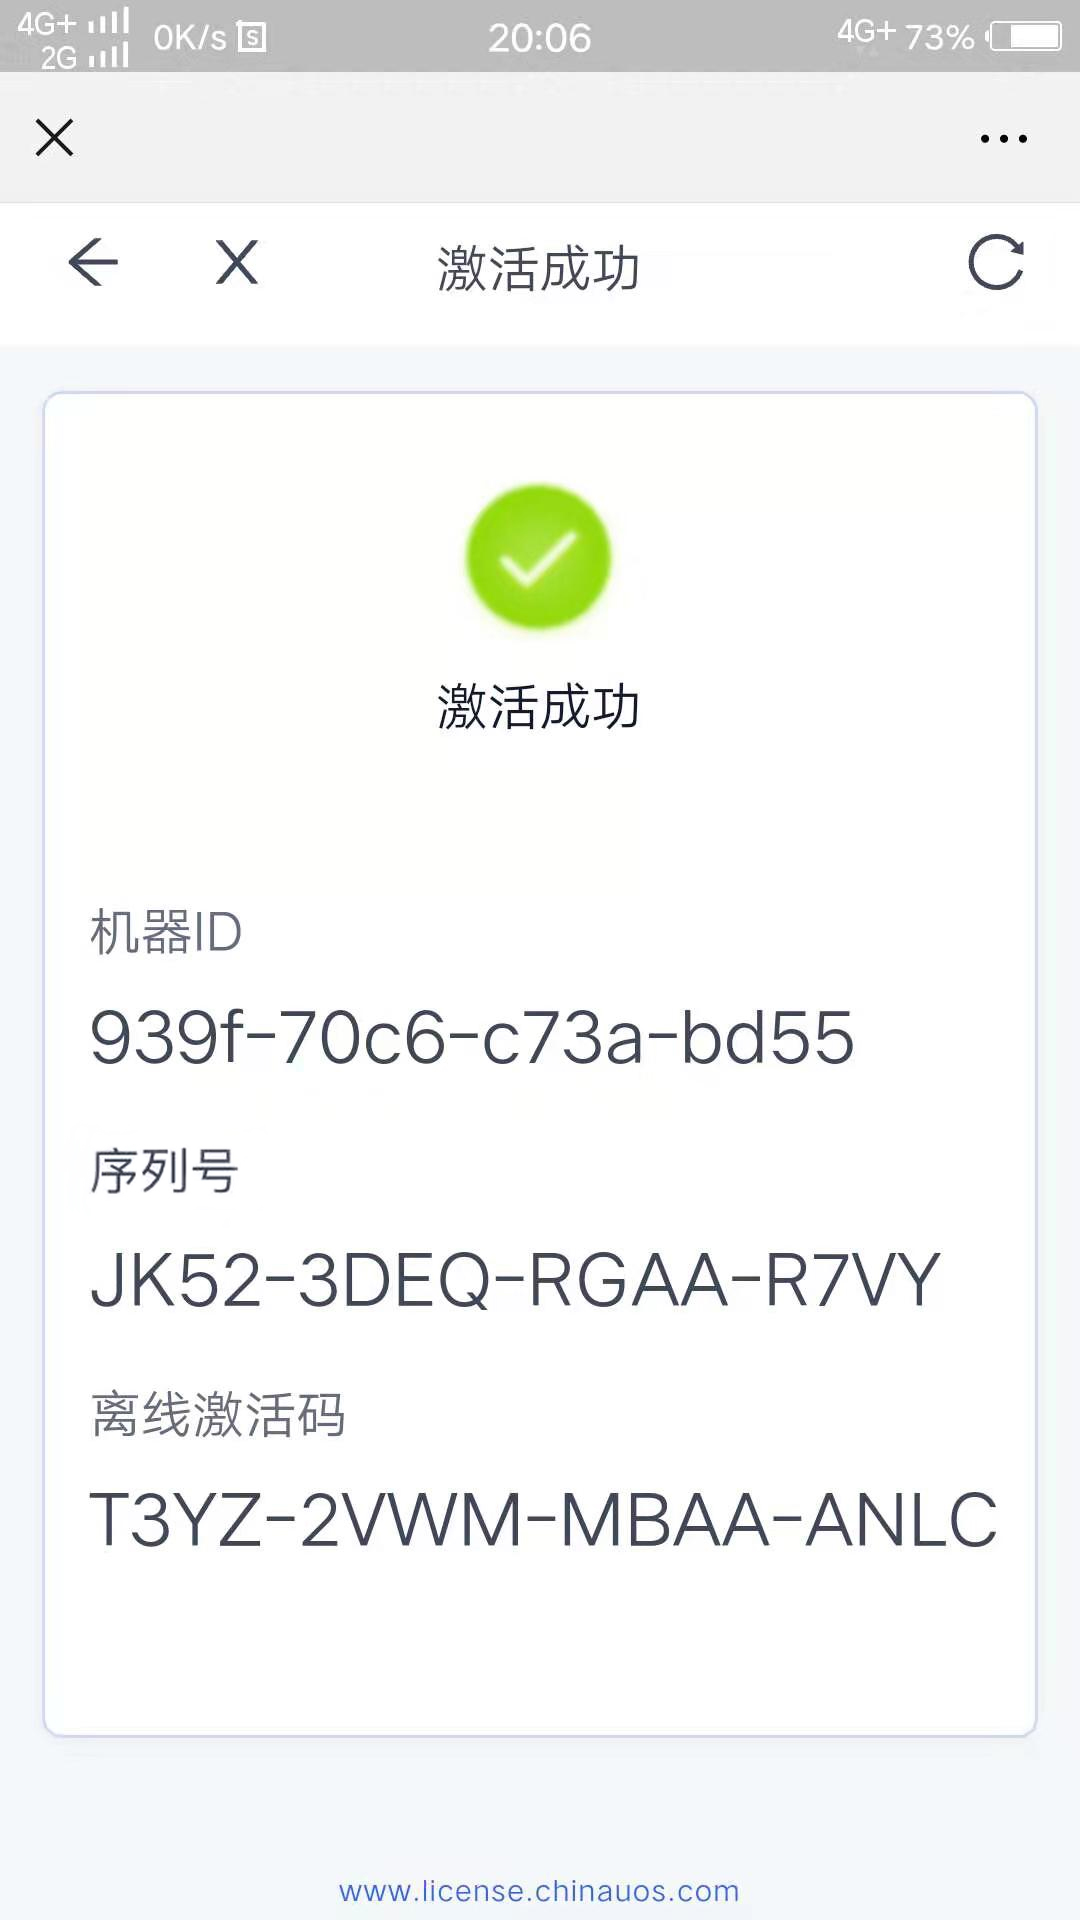 4G+ 0K/s S 20:06 4G+ 73%
2G
激活成功
激活成功
机器ID
939f-70c6-c73a-bd55
序列号
JK52-3DEQ-RGAA-R7VY
离线激活码
T3YZ-2VWM-MBAA-ANLC
www.license.chinauos.com